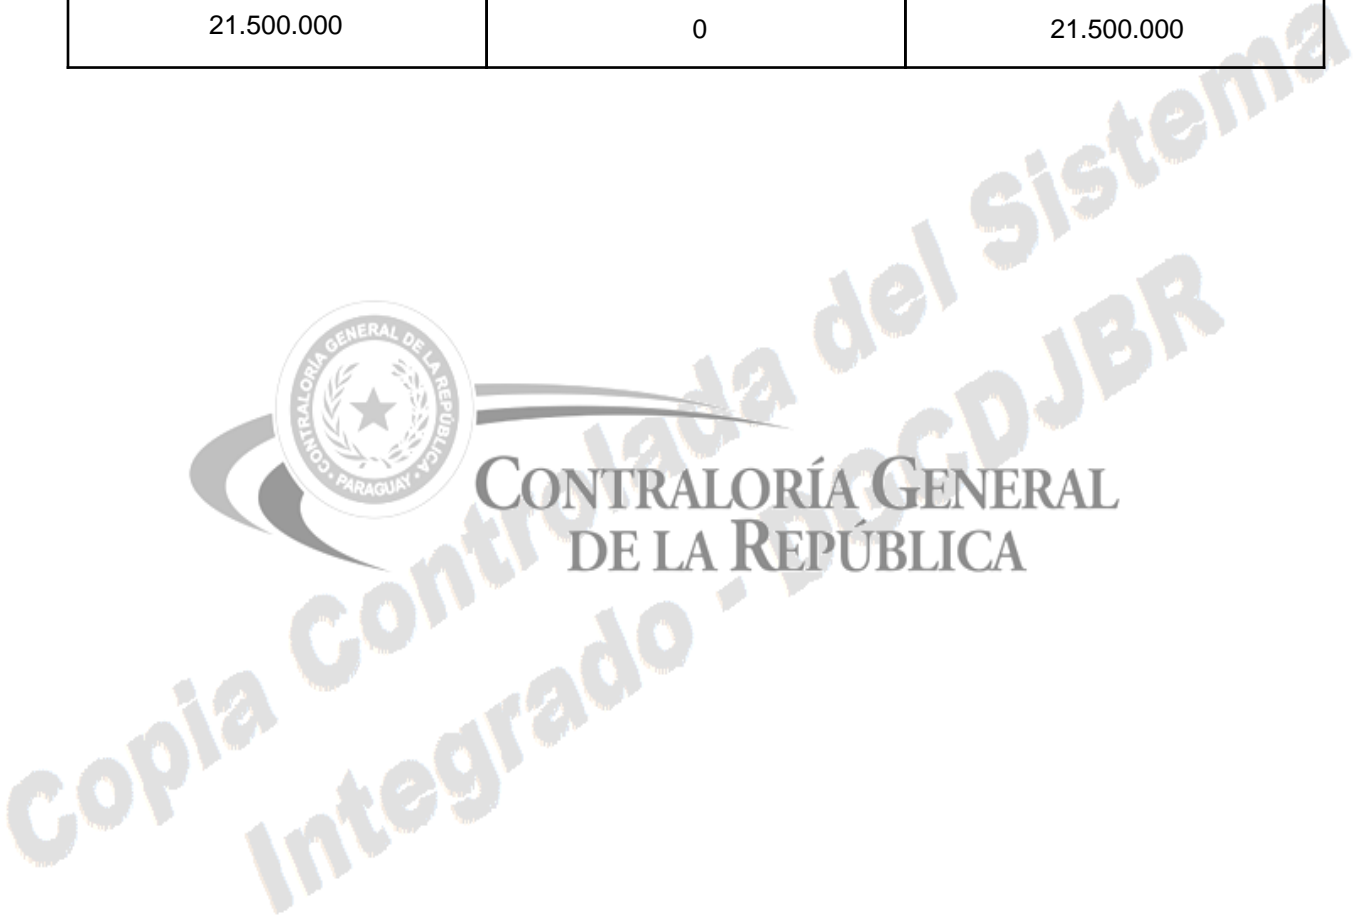 21.500.000 0 21.500.000
CONTRALORÍA GENERAL DE LA REPÚBLICA
• PARAGUAY •
CONTRALORÍA GENERAL
DE LA REPÚBLICA
Copia Controlada del Sistema
Integrado - DGCDJBR